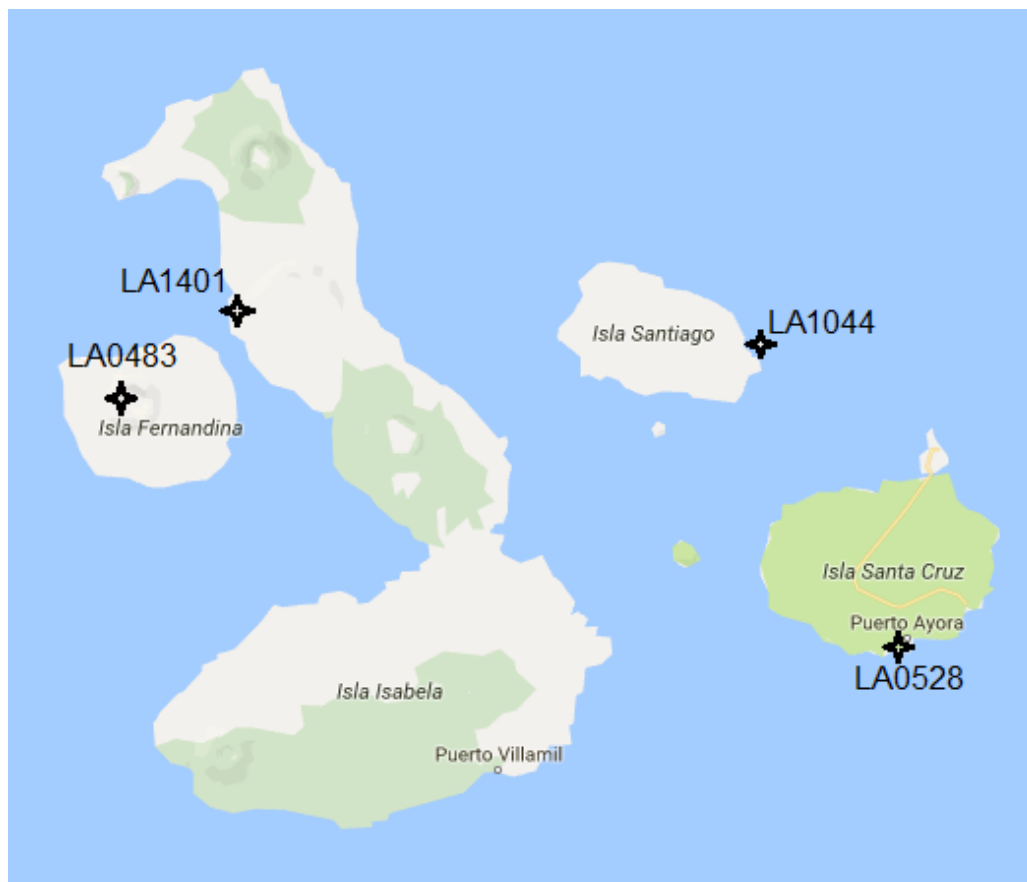 LA1401
LA1044
Isla Santiago
LA0483
Isla Fernandina
Isla Santa Cruz
Puerto Ayora
LA0528
Isla Isabela
Puerto Villamil